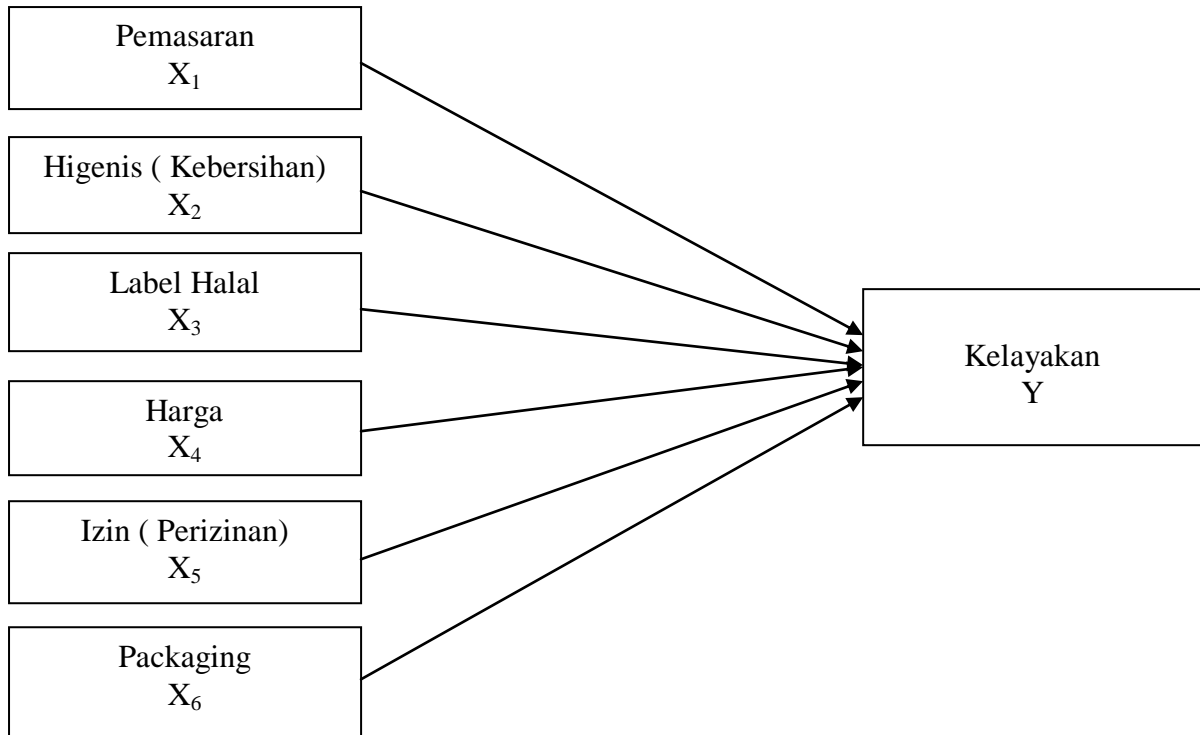 Pemasaran
X₁
Higenis ( Kebersihan)
X₂
Label Halal
X₃
Harga
X₄
Izin ( Perizinan)
X₅
Packaging
X₆
Kelayakan
Y